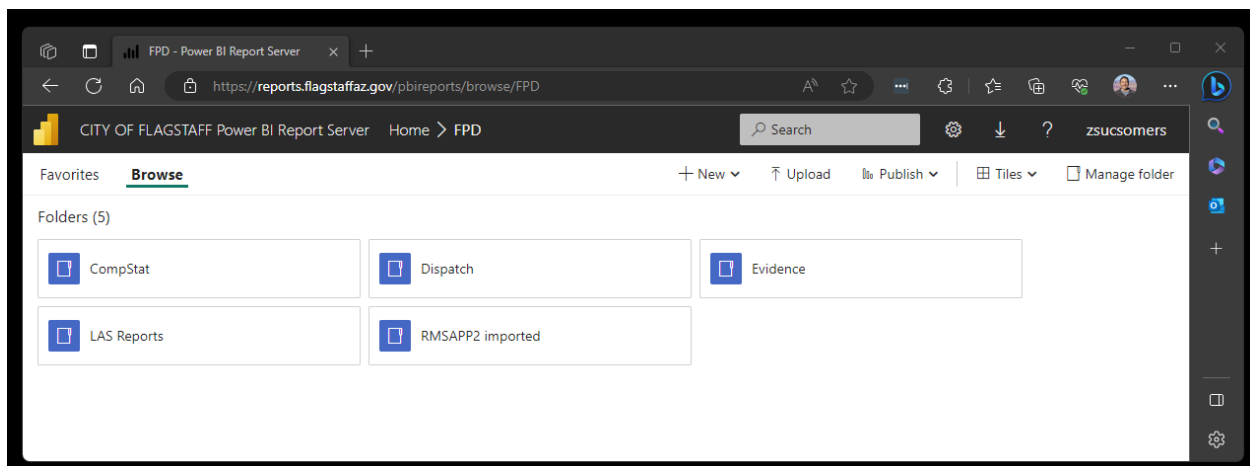 FPD - Power BI Report Server
https://reports.flagstaffaz.gov/pbireports/browse/FPD
CITY OF FLAGSTAFF Power BI Report Server Home > FPD Search ? zsucsomers
Favorites Browse + New Upload Publish Tiles Manage folder
Folders (5)
CompStat Dispatch Evidence
LAS Reports RMSAPP2 imported